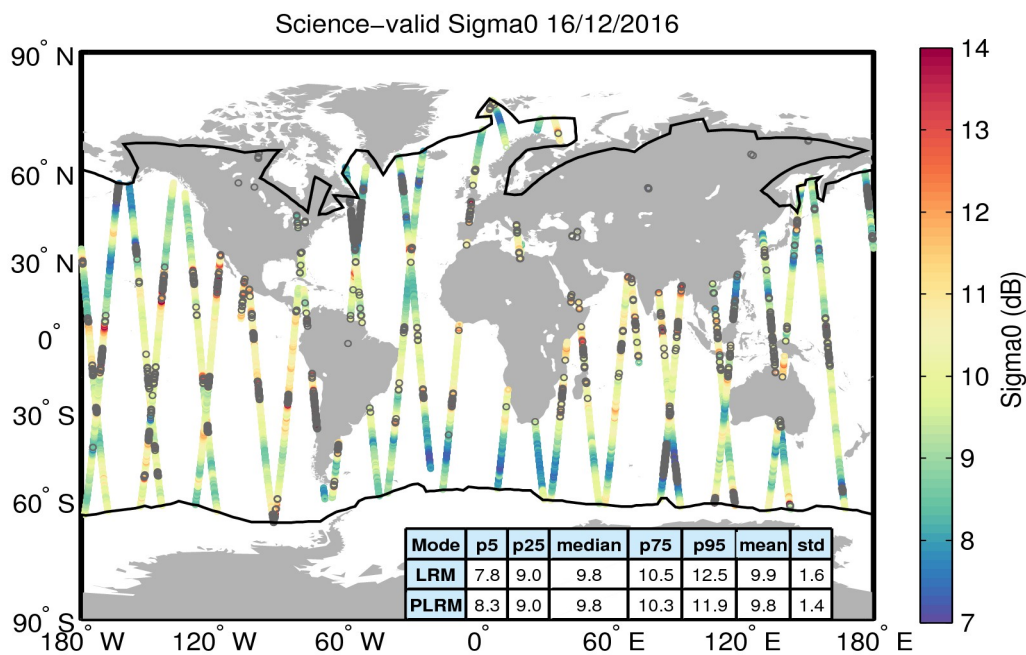 Science−valid Sigma0 16/12/2016
90° N
60° N
30° N
0°
30° S
60° S
90° S
180° W
120° W
60° W
0°
60° E
120° E
180° E
Mode p5 p25 median p75 p95 mean std
LRM 7.8 9.0 9.8 10.5 12.5 9.9 1.6
PLRM 8.3 9.0 9.8 10.3 11.9 9.8 1.4
14
13
12
11
10
9
8
7
Sigma0 (dB)